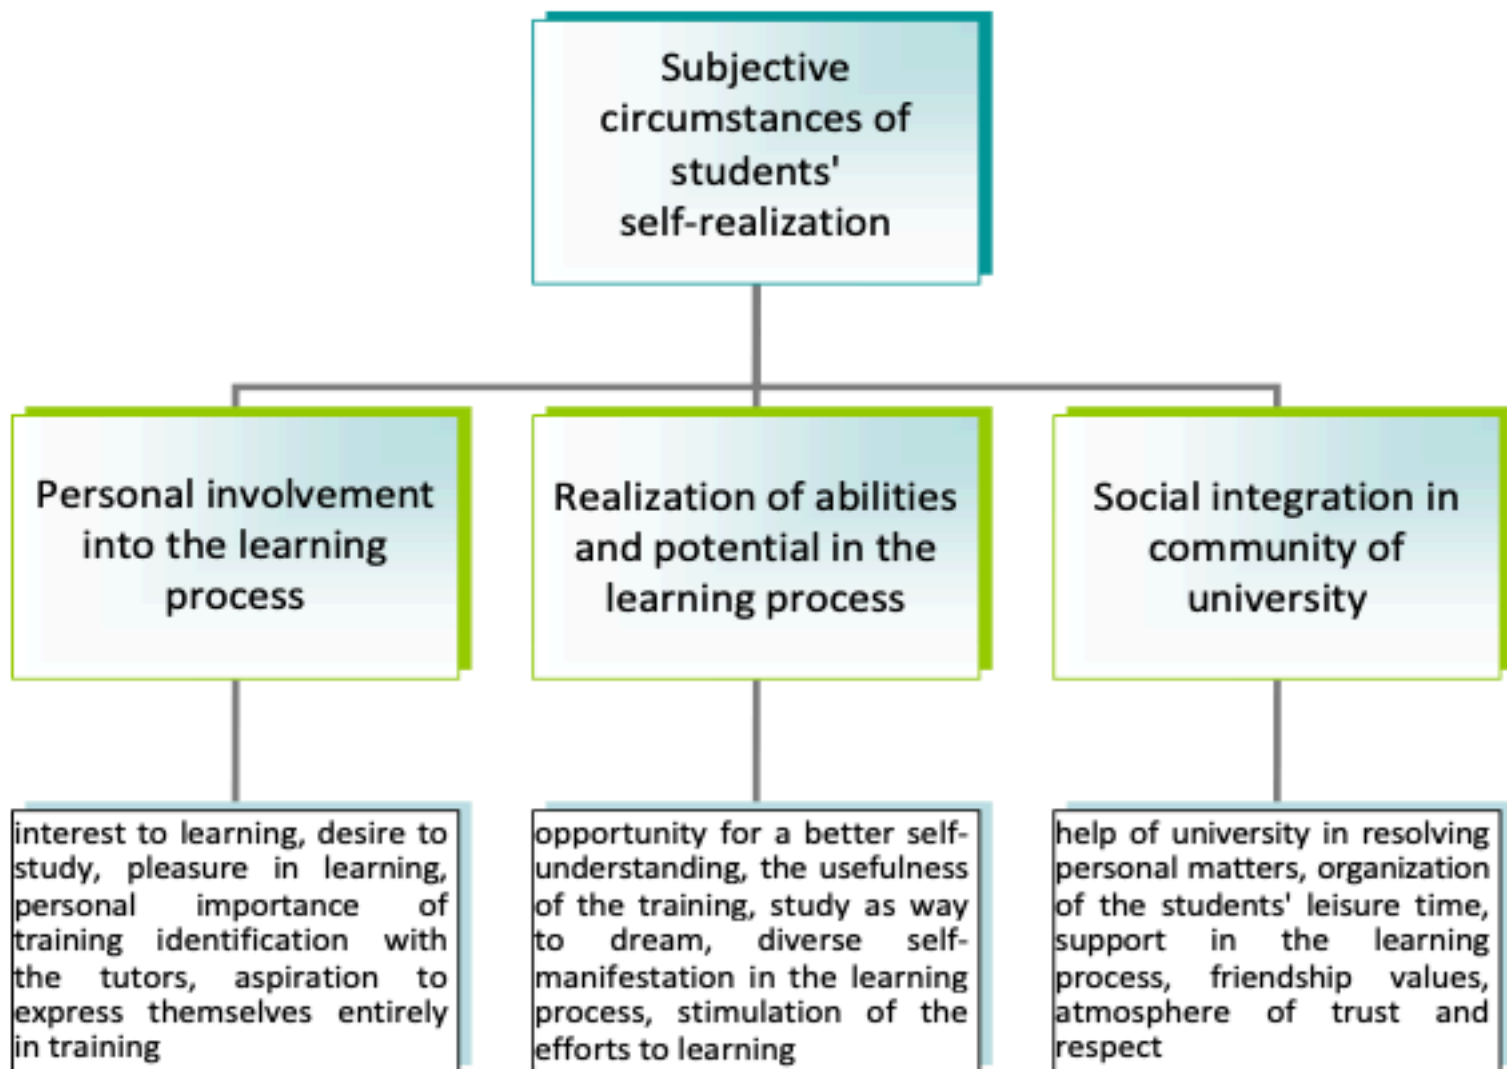 Subjective
circumstances of
students'
self-realization
Personal involvement
into the learning
process
Realization of abilities
and potential in the
learning process
Social integration in
community of
university
interest to learning, desire to
study, pleasure in learning,
personal importance of
training identification with
the tutors, aspiration to
express themselves entirely
in training
opportunity for a better self-
understanding, the usefulness
of the training, study as way
to dream, diverse self-
manifestation in the learning
process, stimulation of the
efforts to learning
help of university in resolving
personal matters, organization
of the students' leisure time,
support in the learning
process, friendship values,
atmosphere of trust and
respect